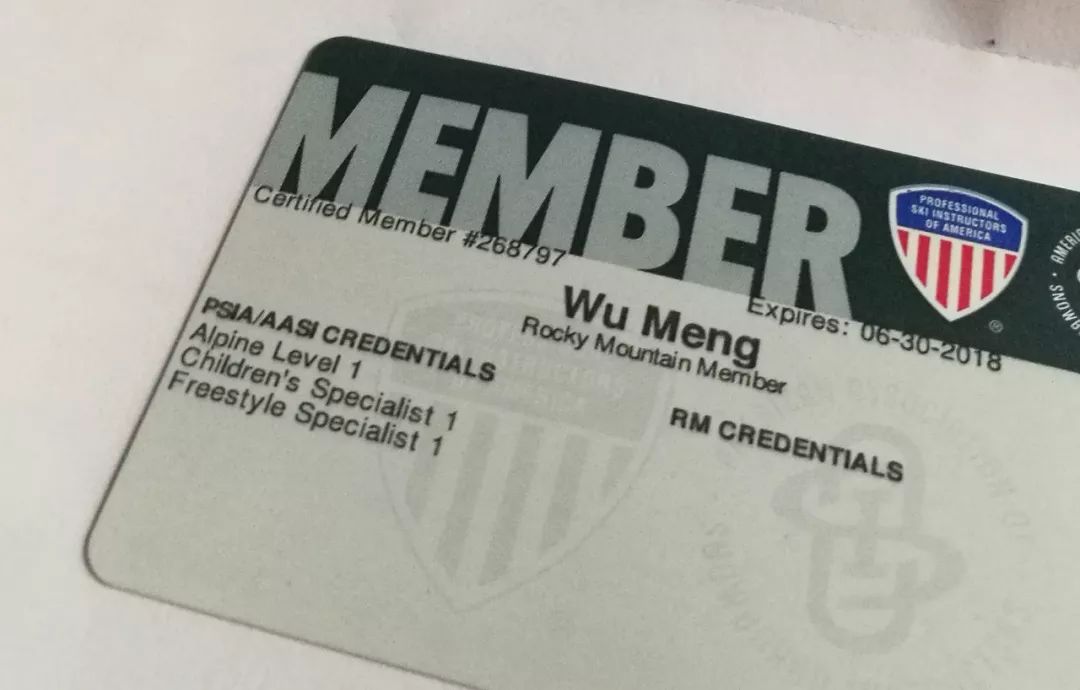 MEMBER
PROFESSIONAL
SKI INSTRUCTORS
OF AMERICA
®
Certified Member #268797
Expires: 06-30-2018
Wu Meng
Rocky Mountain Member
PSIA/AASI CREDENTIALS
Alpine Level 1
Children's Specialist 1
Freestyle Specialist 1
RM CREDENTIALS